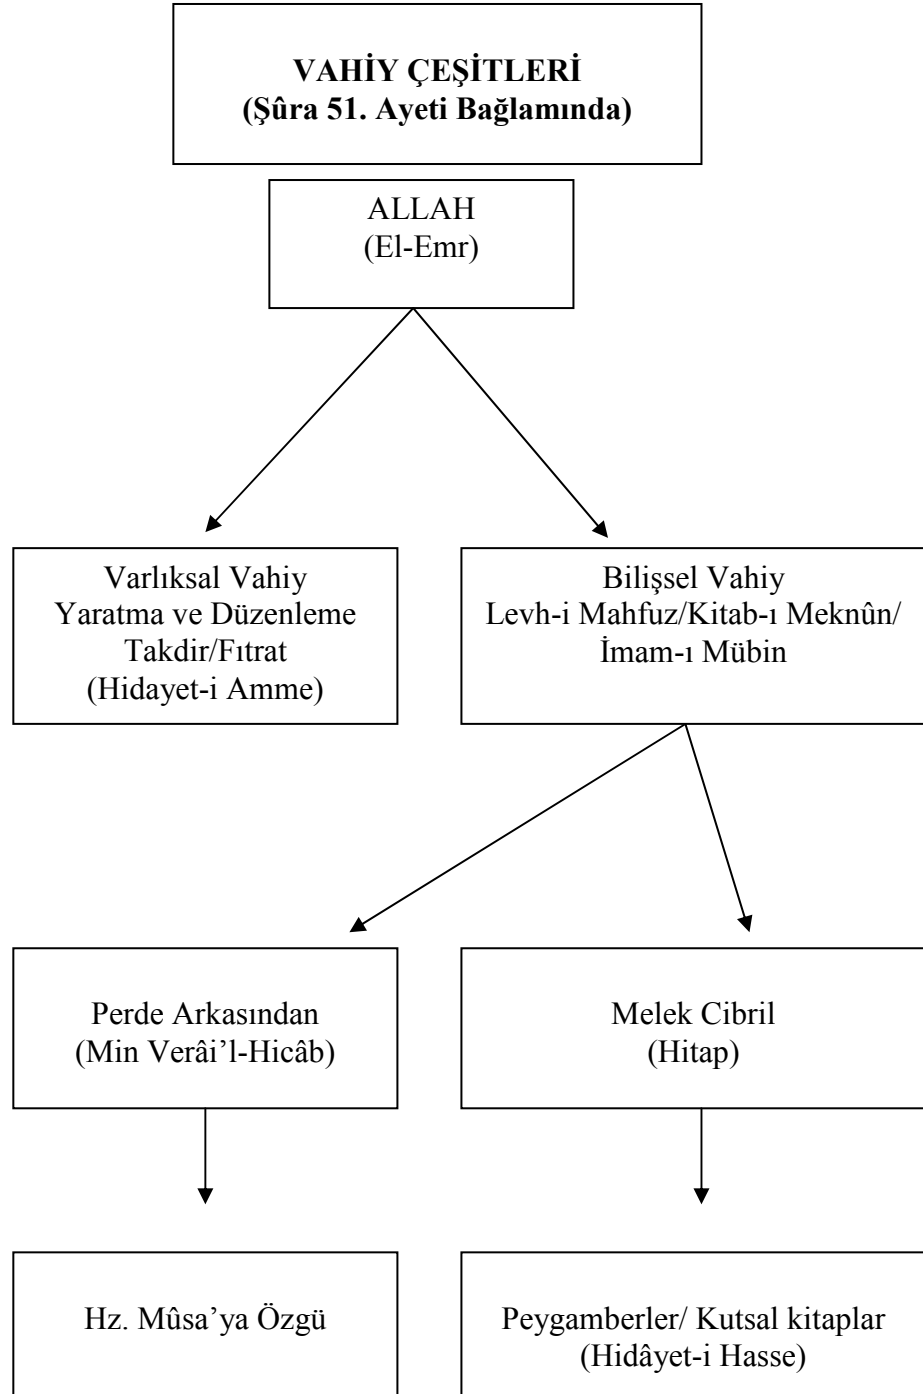 VAHİY ÇEŞİTLERİ
(Şûra 51. Ayeti Bağlamında)
ALLAH
(El-Emr)
Varlıksal Vahiy
Yaratma ve Düzenleme
Takdir/Fıtrat
(Hidayet-i Amme)
Bilişsel Vahiy
Levh-i Mahfuz/Kitab-ı Meknûn/
İmam-ı Mübin
Perde Arkasından
(Min Verâi’l-Hicâb)
Melek Cibril
(Hitap)
Hz. Mûsa’ya Özgü
Peygamberler/ Kutsal kitaplar
(Hidâyet-i Hasse)